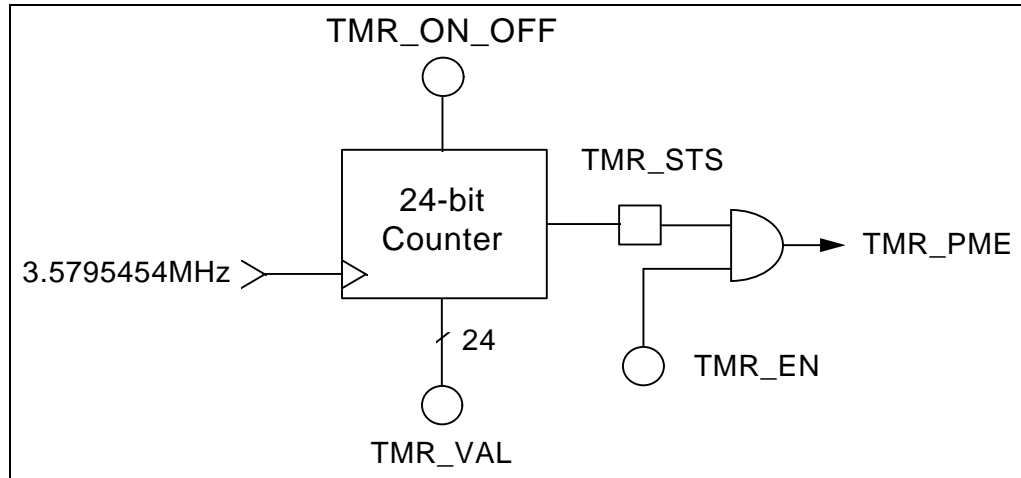 TMR_ON_OFF
24-bit
Counter
TMR_STS
3.5795454MHz
TMR_PME
24
TMR_EN
TMR_VAL